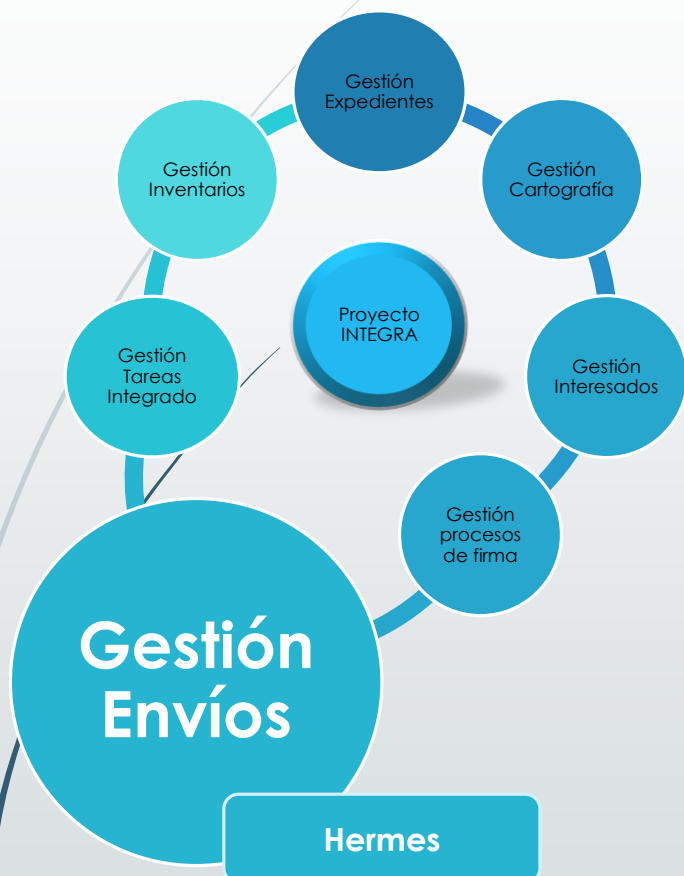 Gestión
Expedientes
Gestión
Cartografía
Gestión
Interesados
Gestión
procesos
de firma
Gestión
Envíos
Hermes
Gestión
Tareas
Integrado
Gestión
Inventarios
Proyecto
INTEGRA